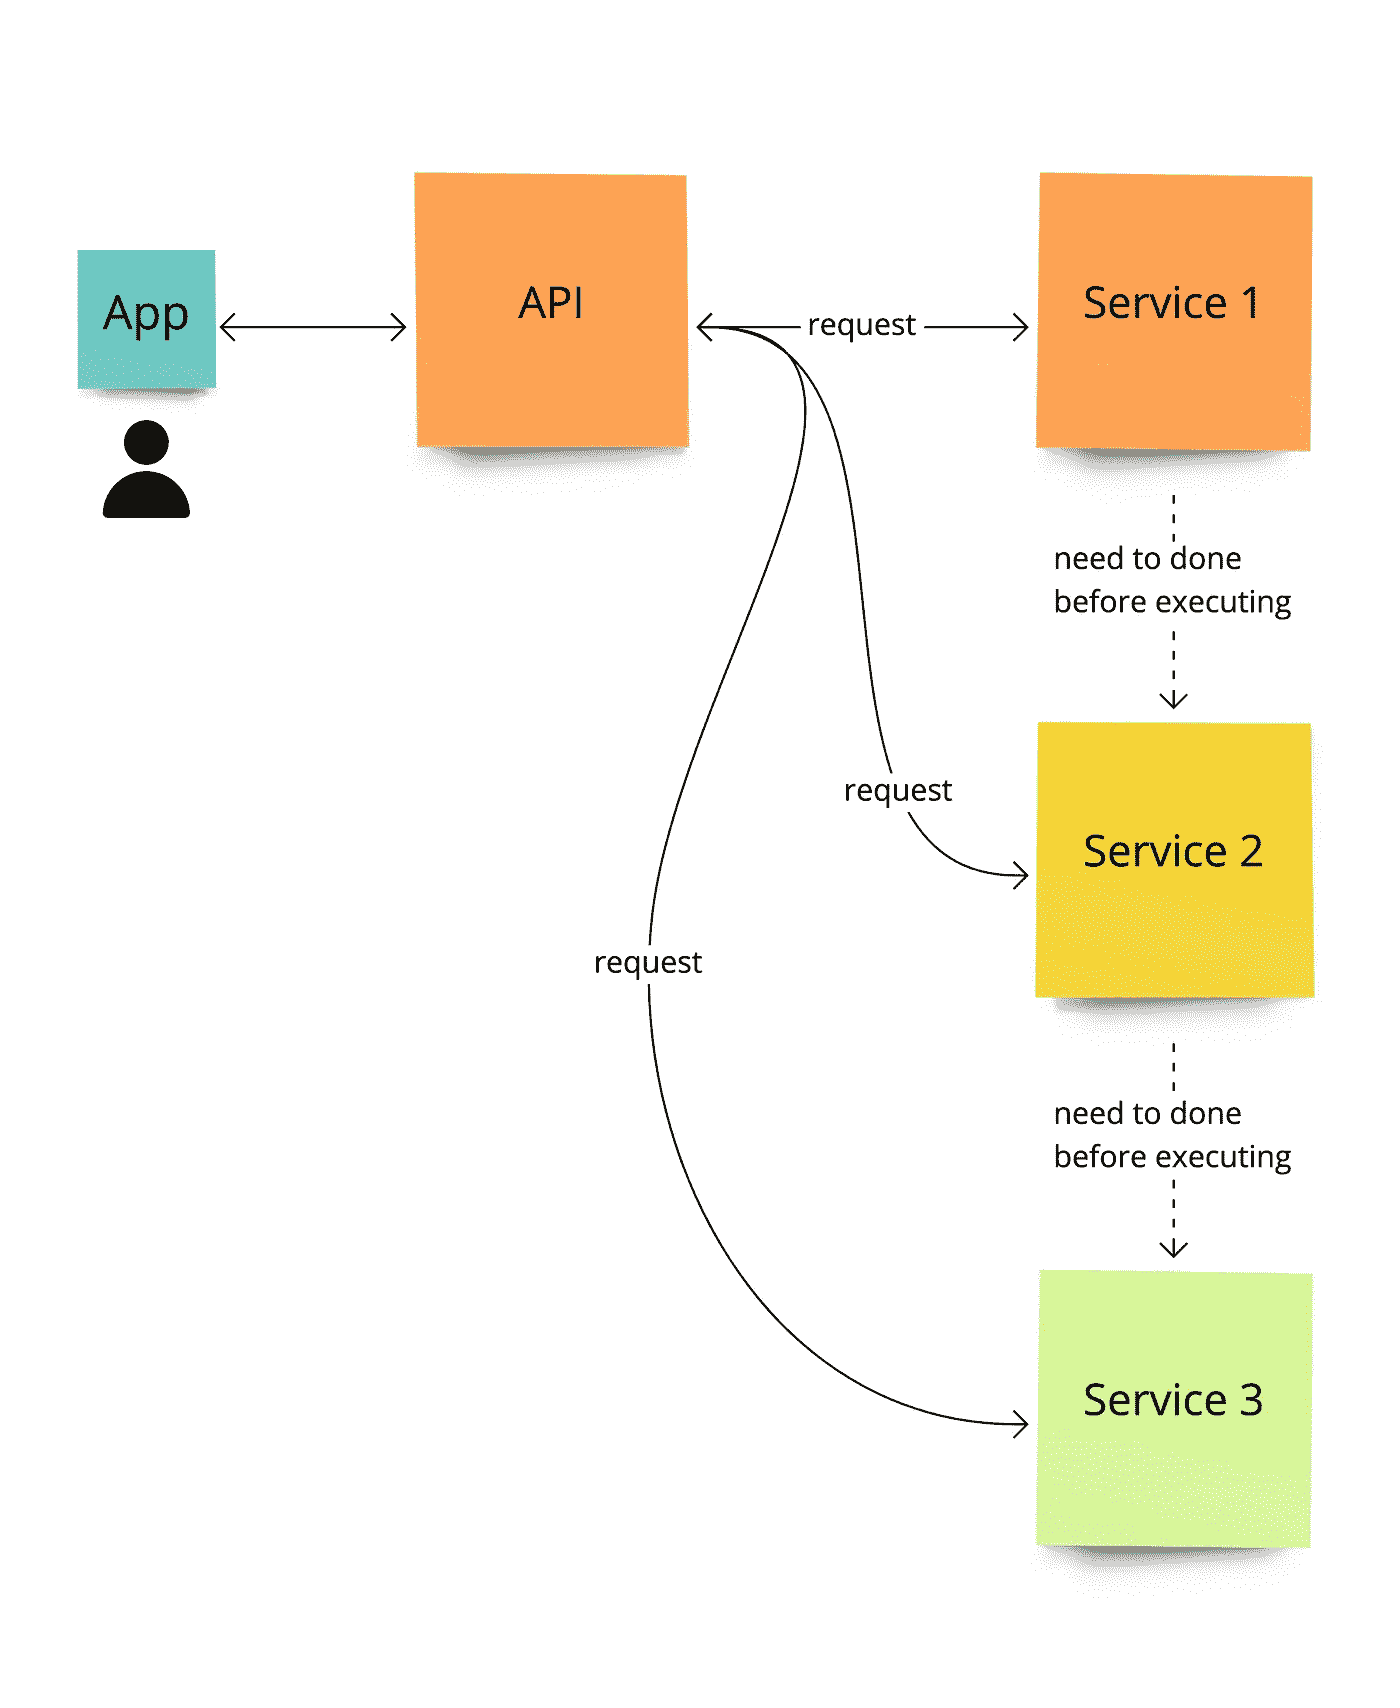 App
API
request
Service 1
need to done
before executing
request
Service 2
request
need to done
before executing
Service 3